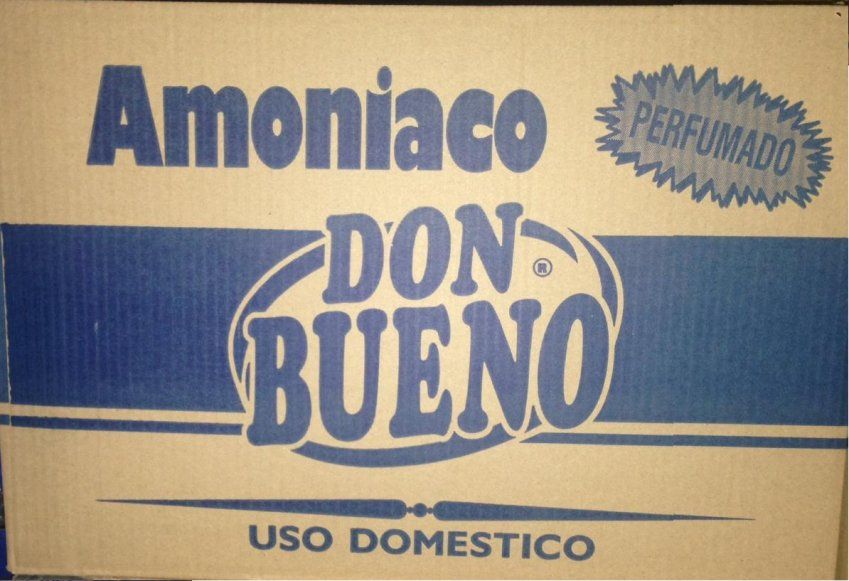 Amoniaco
PERFUMADO
DON
BUENO ®
USO DOMESTICO